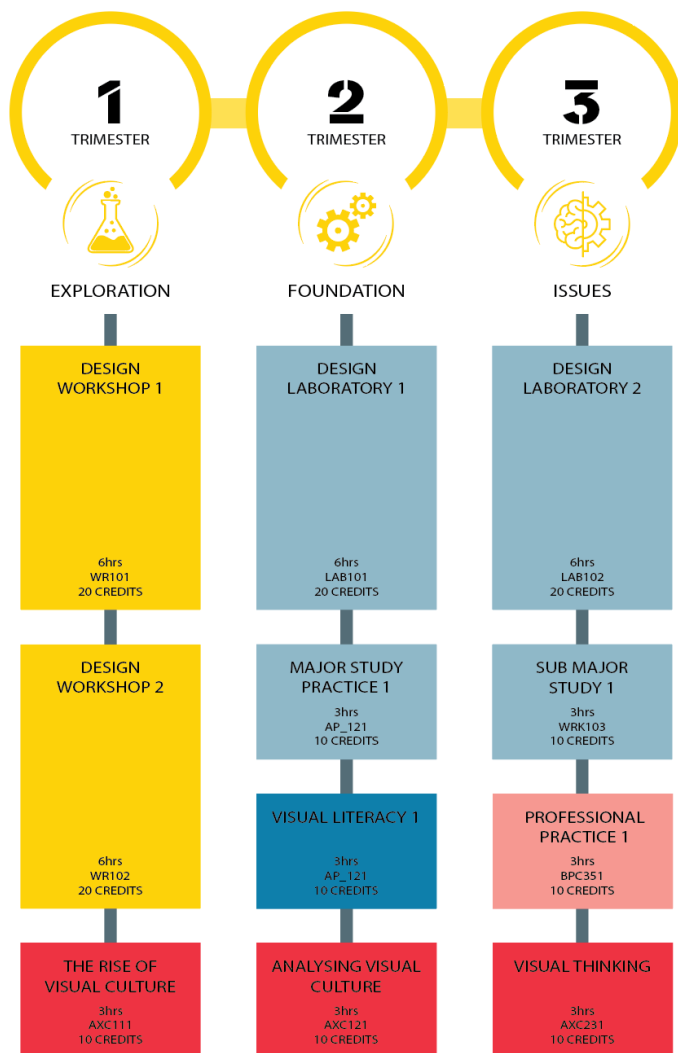 1
TRIMESTER
EXPLORATION
DESIGN
WORKSHOP 1
6hrs
WR101
20 CREDITS
DESIGN
WORKSHOP 2
6hrs
WR102
20 CREDITS
THE RISE OF
VISUAL CULTURE
3hrs
AXC111
10 CREDITS
2
TRIMESTER
FOUNDATION
DESIGN
LABORATORY 1
6hrs
LAB101
20 CREDITS
MAJOR STUDY
PRACTICE 1
3hrs
AP_121
10 CREDITS
VISUAL LITERACY 1
3hrs
AP_121
10 CREDITS
ANALYSING VISUAL
CULTURE
3hrs
AXC121
10 CREDITS
3
TRIMESTER
ISSUES
DESIGN
LABORATORY 2
6hrs
LAB102
20 CREDITS
SUB MAJOR
STUDY 1
3hrs
WRK103
10 CREDITS
PROFESSIONAL
PRACTICE 1
3hrs
BPC351
10 CREDITS
VISUAL THINKING
3hrs
AXC231
10 CREDITS